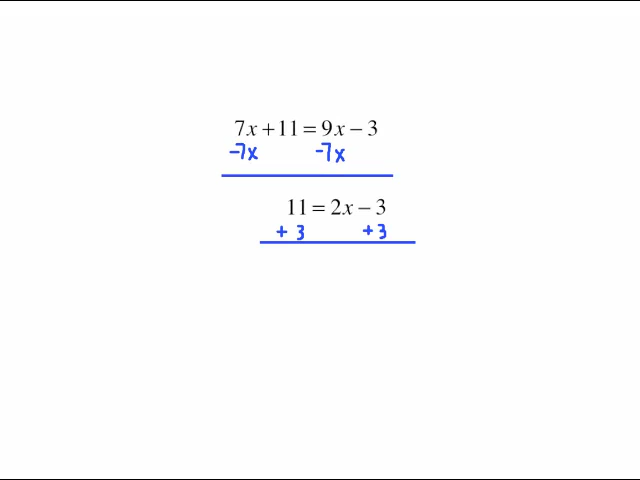 7x + 11 = 9x − 3
−7x −7x
11 = 2x − 3
+ 3 + 3